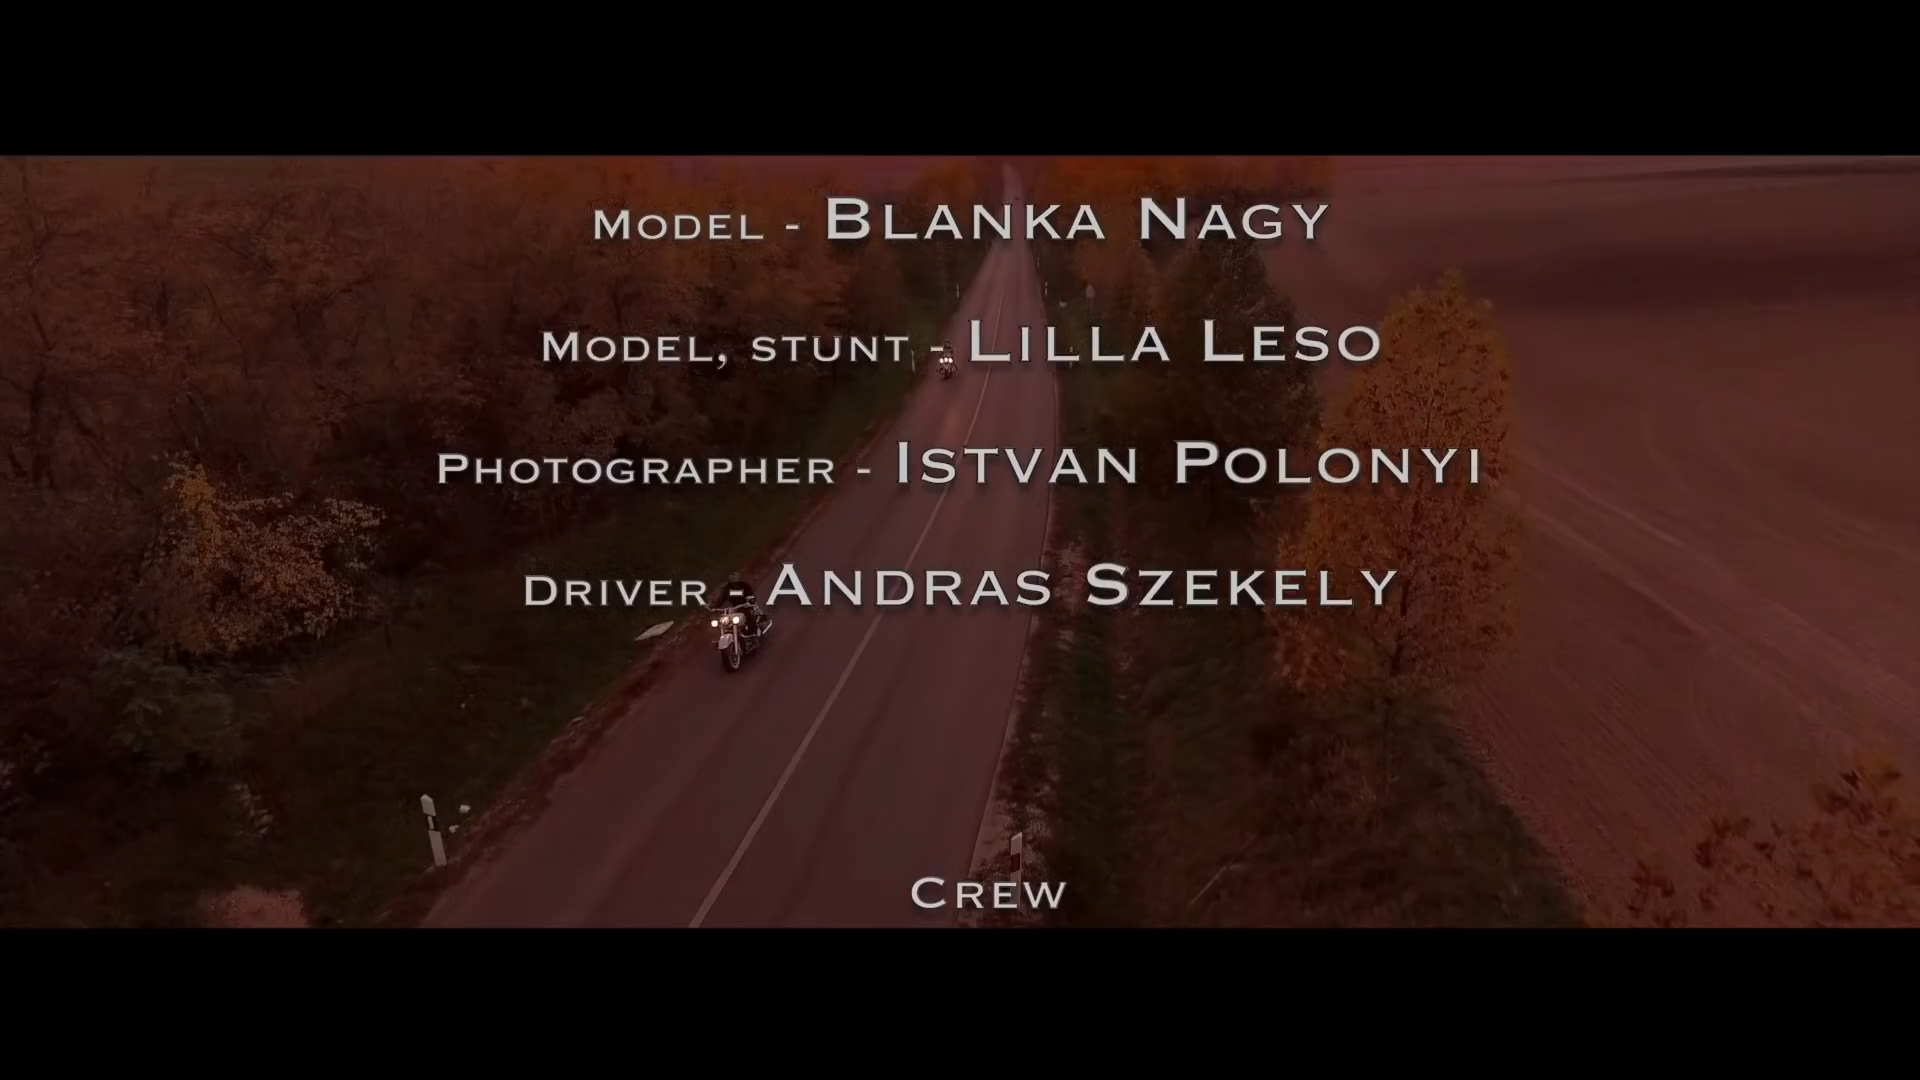 Model - Blanka Nagy
Model, stunt - Lilla Leso
Photographer - Istvan Polonyi
Driver - Andras Szekely
Crew